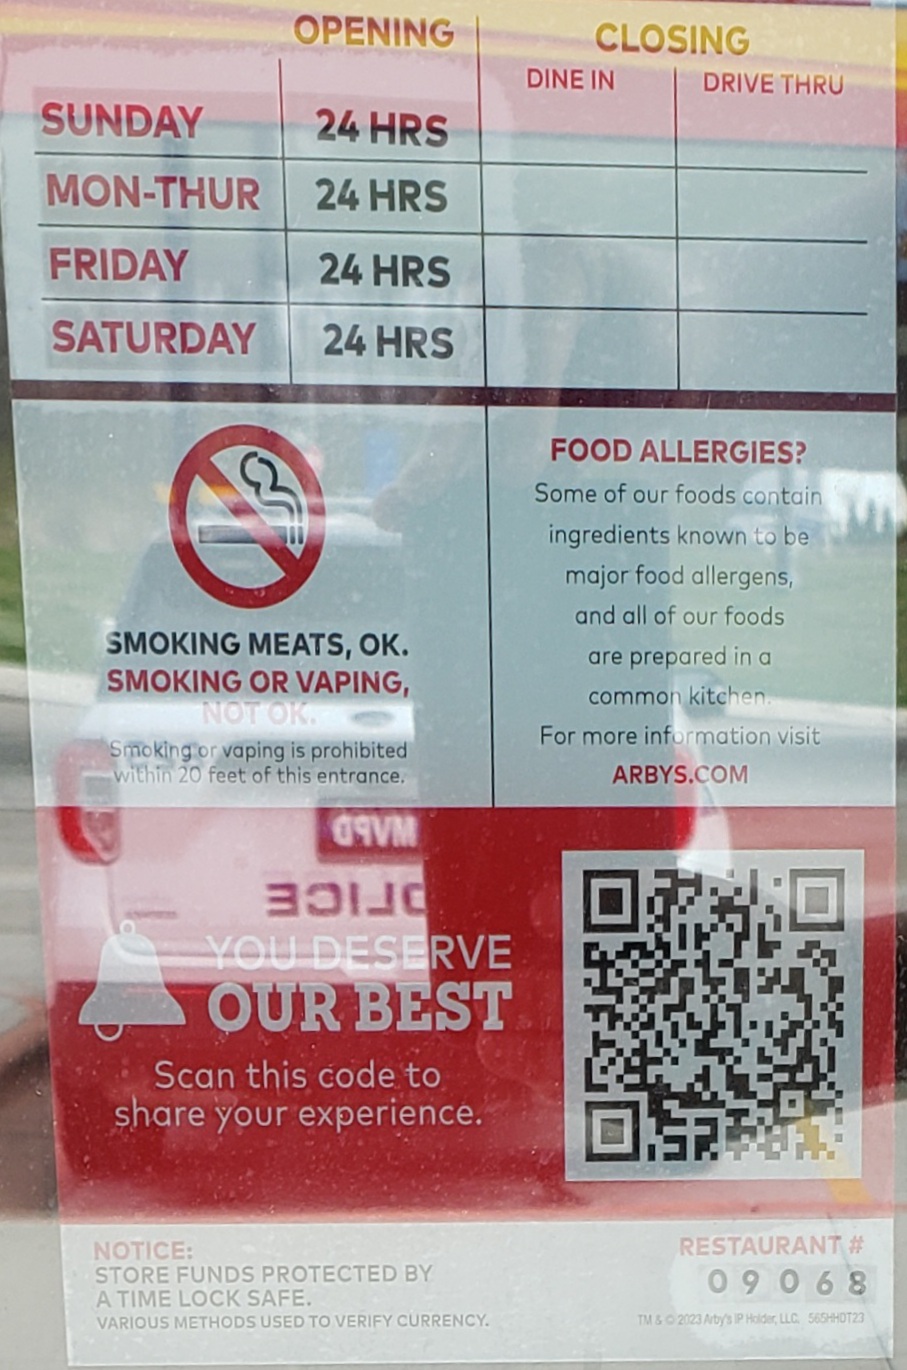 OPENING CLOSING
DINE IN DRIVE THRU
SUNDAY 24 HRS
MON-THUR 24 HRS
FRIDAY 24 HRS
SATURDAY 24 HRS
SMOKING MEATS, OK.
SMOKING OR VAPING,
NOT OK.
Smoking or vaping is prohibited
within 20 feet of this entrance.
FOOD ALLERGIES?
Some of our foods contain
ingredients known to be
major food allergens,
and all of our foods
are prepared in a
common kitchen.
For more information visit
ARBYS.COM
MVPD
OLICE
YOU DESERVE
OUR BEST
Scan this code to
share your experience.
NOTICE:
STORE FUNDS PROTECTED BY
A TIME LOCK SAFE.
VARIOUS METHODS USED TO VERIFY CURRENCY.
RESTAURANT #
09068
TM & © 2023 Arby's IP Holder, LLC. 565HHDT23